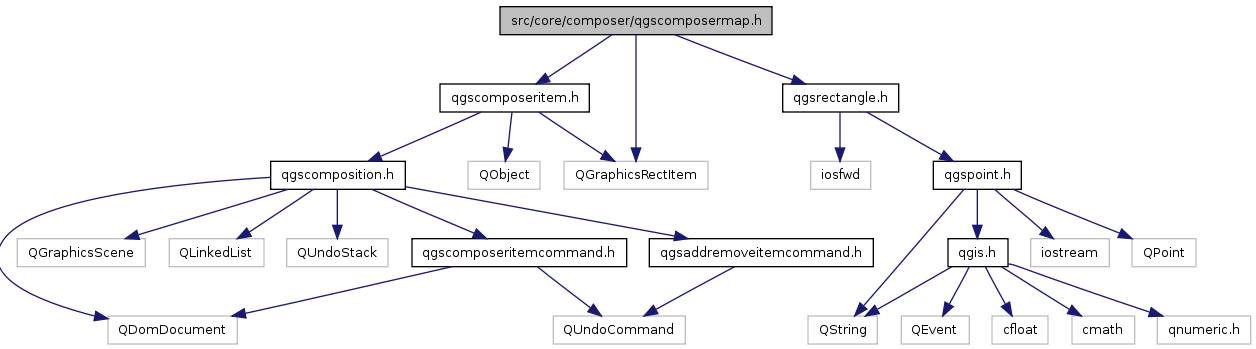 src/core/composer/qgscomposermap.h
qgscomposeritem.h
qgsrectangle.h
qgscomposition.h
QObject
QGraphicsRectItem
iosfwd
qgspoint.h
QGraphicsScene
QLinkedList
QUndoStack
qgscomposeritemcommand.h
qgsaddremoveitemcommand.h
qgis.h
iostream
QPoint
QDomDocument
QUndoCommand
QString
QEvent
cfloat
cmath
qnumeric.h